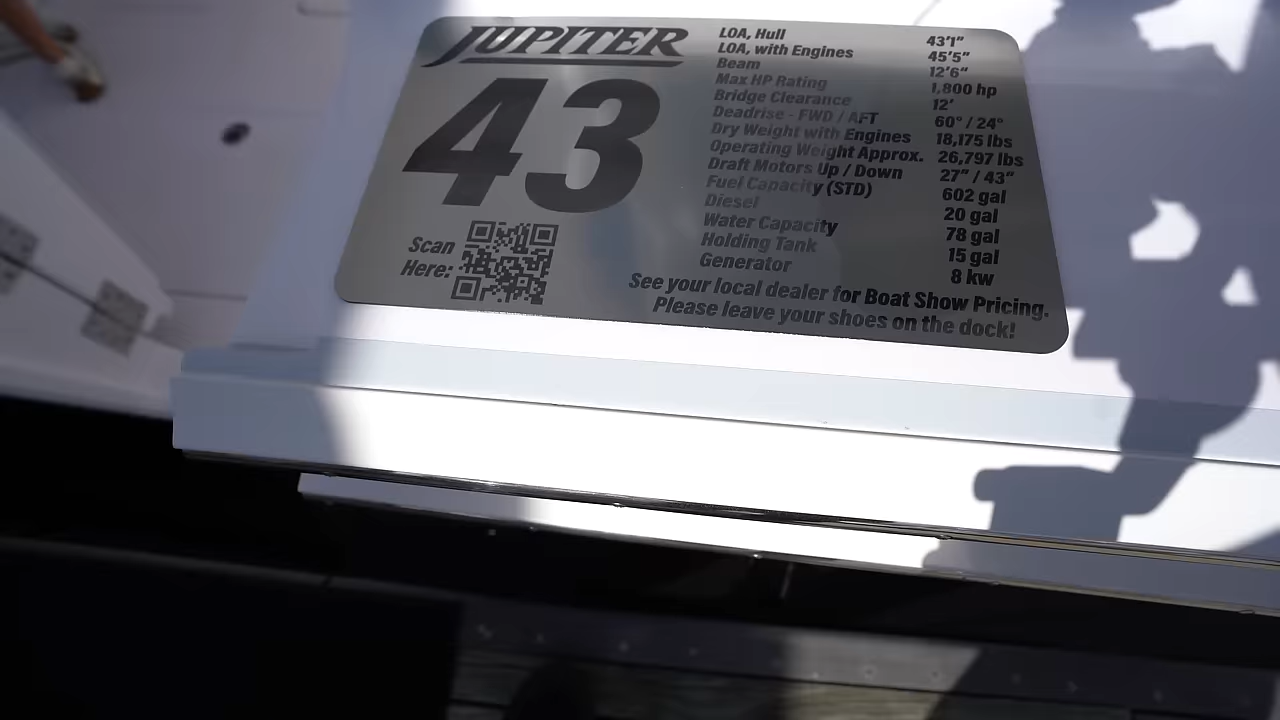 JUPITER
43
Scan
Here:
LOA, Hull 43'1"
LOA, with Engines 45'5"
Beam 12'6"
Max HP Rating 1,800 hp
Bridge Clearance 12'
Deadrise - FWD / AFT 60° / 24°
Dry Weight with Engines 18,175 lbs
Operating Weight Approx. 26,797 lbs
Draft Motors Up / Down 27" / 43"
Fuel Capacity (STD) 602 gal
Diesel 20 gal
Water Capacity 78 gal
Holding Tank 15 gal
Generator 8 kw
See your local dealer for Boat Show Pricing.
Please leave your shoes on the dock!